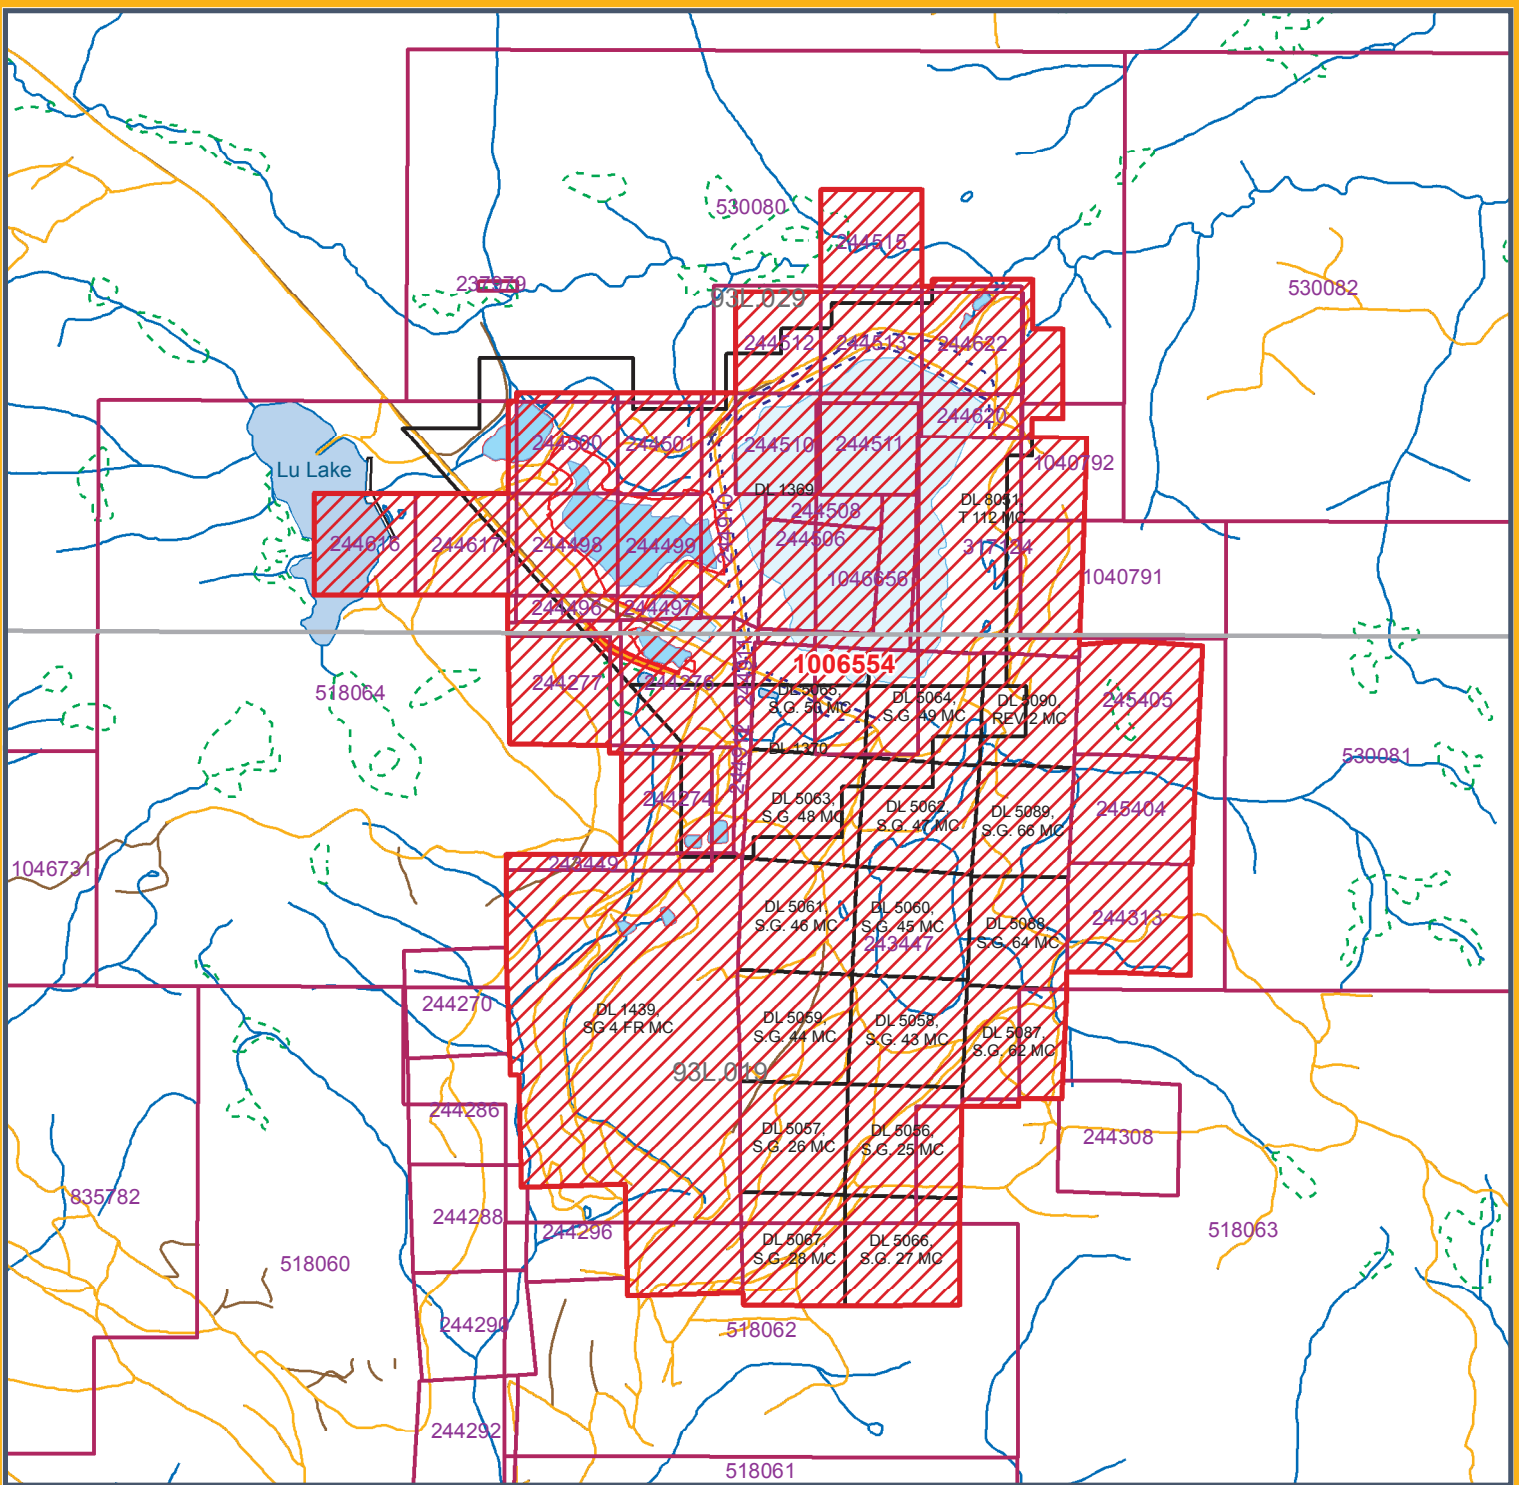 530080
244515
237979
93L.029
530082
244512
244513
244622
244620
244500
244501
244510
244511
Lu Lake
1040792
DL 1369
DL 8051
T 112 MC
244508
244616
244617
244498
244499
244506
317124
1046656
1040791
244496
244497
1006554
518064
244277
244276
DL 5065,
S.G. 50 MC
DL 5064,
S.G. 49 MC
DL 5090,
REV 2 MC
245405
DL 1370
530081
244274
DL 5063,
S.G. 48 MC
DL 5062,
S.G. 47 MC
DL 5089,
S.G. 66 MC
245404
1046731
243449
DL 5061,
S.G. 46 MC
DL 5060,
S.G. 45 MC
243447
DL 5088,
S.G. 64 MC
244313
244270
DL 1439,
SG 4 FR MC
DL 5059,
S.G. 44 MC
DL 5058,
S.G. 43 MC
DL 5087,
S.G. 62 MC
93L.019
244286
DL 5057,
S.G. 26 MC
DL 5056,
S.G. 25 MC
244308
835782
244288
244296
518063
DL 5067,
S.G. 28 MC
DL 5066,
S.G. 27 MC
518060
244290
518062
244292
518061